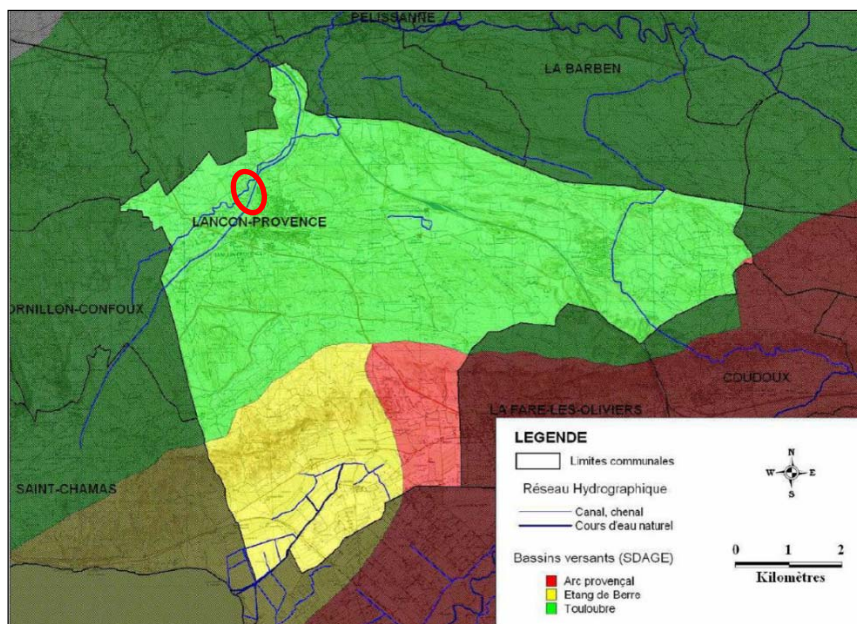 PELISSANNE
LA BARBEN
LANCON-PROVENCE
ORNILLON-CONFOUX
COUDOUX
LA FARE-LES-OLIVIERS
SAINT-CHAMAS
LEGENDE
Limites communales
Réseau Hydrographique
Canal, chenal
Cours d'eau naturel
Bassins versants (SDAGE)
Arc provençal
Etang de Berre
Touloubre
N
W E
S
0 1 2
Kilomètres